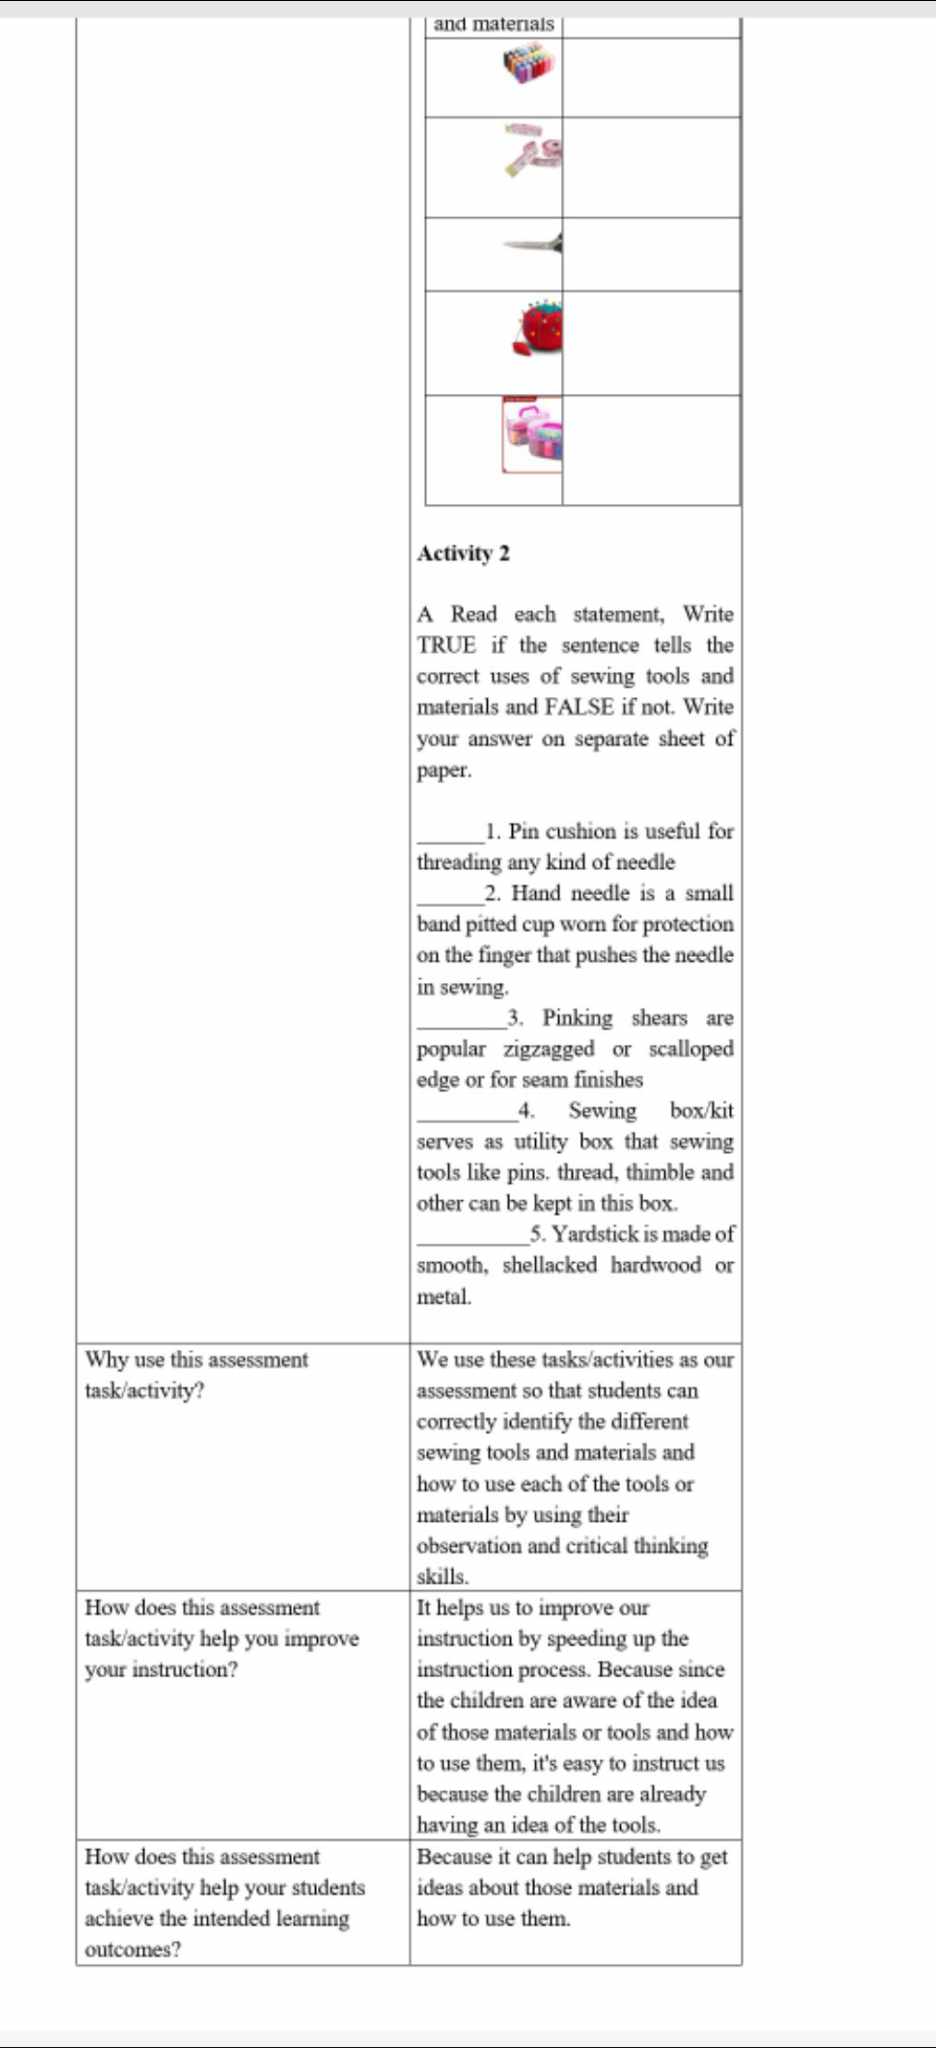 and materials
Activity 2
A Read each statement, Write
TRUE if the sentence tells the
correct uses of sewing tools and
materials and FALSE if not. Write
your answer on separate sheet of
paper.
______1. Pin cushion is useful for
threading any kind of needle
______2. Hand needle is a small
band pitted cup worn for protection
on the finger that pushes the needle
in sewing.
________3. Pinking shears are
popular zigzagged or scalloped
edge or for seam finishes
_________4. Sewing box/kit
serves as utility box that sewing
tools like pins. thread, thimble and
other can be kept in this box.
__________5. Yardstick is made of
smooth, shellacked hardwood or
metal.
Why use this assessment
task/activity?
We use these tasks/activities as our
assessment so that students can
correctly identify the different
sewing tools and materials and
how to use each of the tools or
materials by using their
observation and critical thinking
skills.
How does this assessment
task/activity help you improve
your instruction?
It helps us to improve our
instruction by speeding up the
instruction process. Because since
the children are aware of the idea
of those materials or tools and how
to use them, it's easy to instruct us
because the children are already
having an idea of the tools.
How does this assessment
task/activity help your students
achieve the intended learning
outcomes?
Because it can help students to get
ideas about those materials and
how to use them.